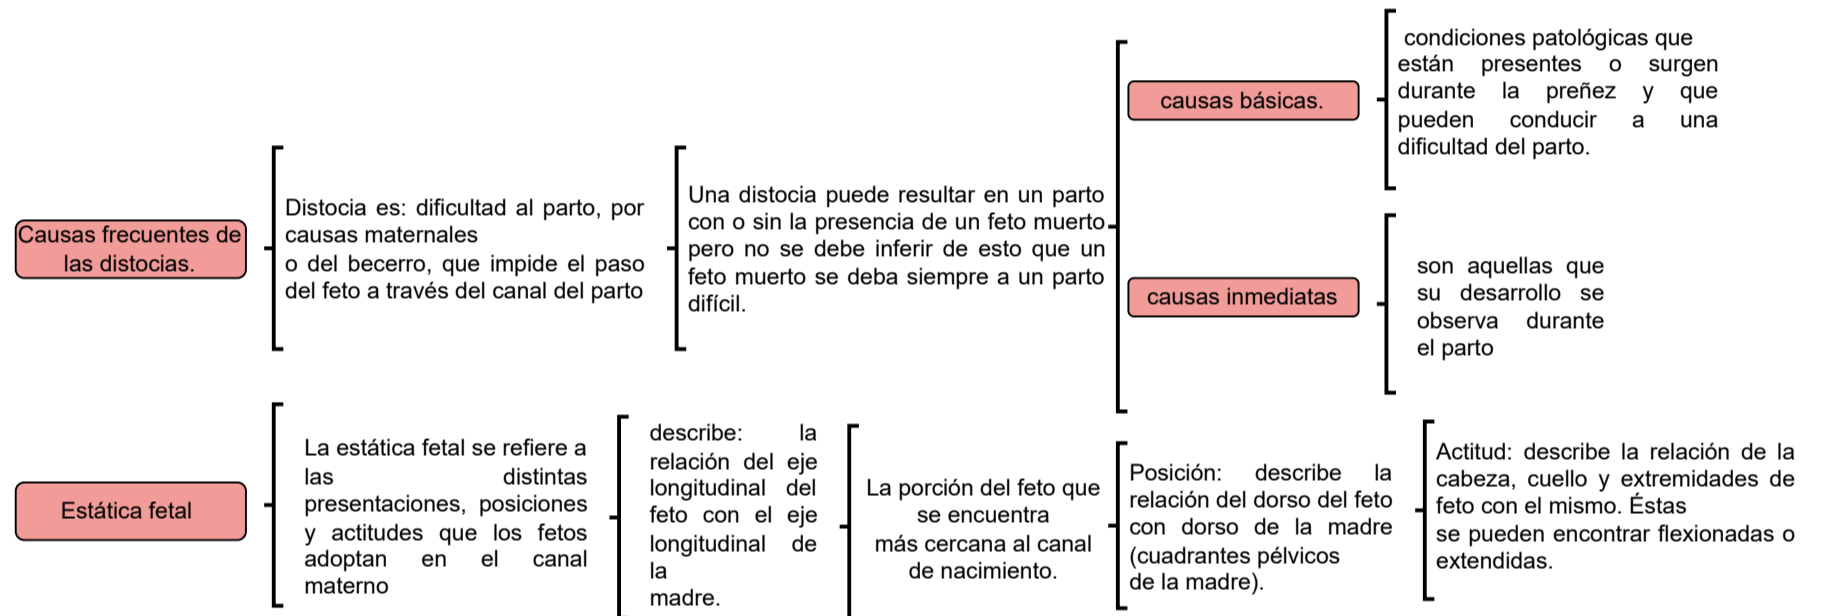 Causas frecuentes de
las distocias.
Distocia es: dificultad al parto, por
causas maternales
o del becerro, que impide el paso
del feto a través del canal del parto
Una distocia puede resultar en un parto
con o sin la presencia de un feto muerto
pero no se debe inferir de esto que un
feto muerto se deba siempre a un parto
difícil.
causas básicas.
condiciones patológicas que
están presentes o surgen
durante la preñez y que
pueden conducir a una
dificultad del parto.
causas inmediatas
son aquellas que
su desarrollo se
observa durante
el parto
Estática fetal
La estática fetal se refiere a
las distintas
presentaciones, posiciones
y actitudes que los fetos
adoptan en el canal
materno
describe: la
relación del eje
longitudinal del
feto con el eje
longitudinal de
la
madre.
La porción del feto que
se encuentra
más cercana al canal
de nacimiento.
Posición: describe la
relación del dorso del feto
con dorso de la madre
(cuadrantes pélvicos
de la madre).
Actitud: describe la relación de la
cabeza, cuello y extremidades de
feto con el mismo. Éstas
se pueden encontrar flexionadas o
extendidas.